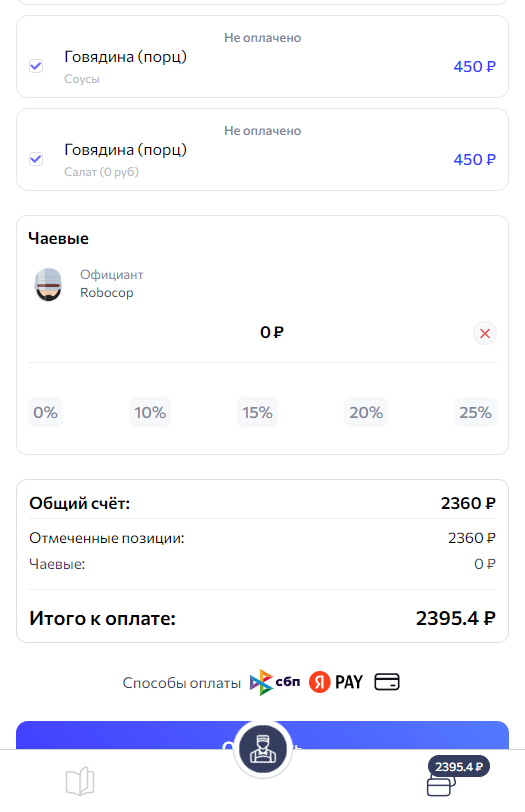 Не оплачено
Говядина (порц)
450 ₽
Соусы
Не оплачено
Говядина (порц)
450 ₽
Салат (0 руб)
Чаевые
Официант
Robocop
0 ₽
0%
10%
15%
20%
25%
Общий счёт:
2360 ₽
Отмеченные позиции:
2360 ₽
Чаевые:
0 ₽
Итого к оплате:
2395.4 ₽
Способы оплаты
сбп
Я PAY
2395.4 ₽